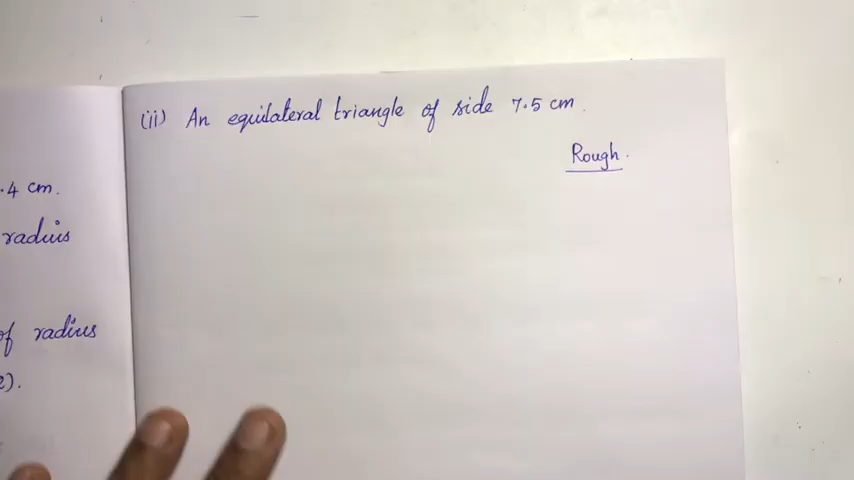 (ii) An equilateral triangle of side 7.5 cm.
Rough.
.4 cm.
radius
of radius
2).